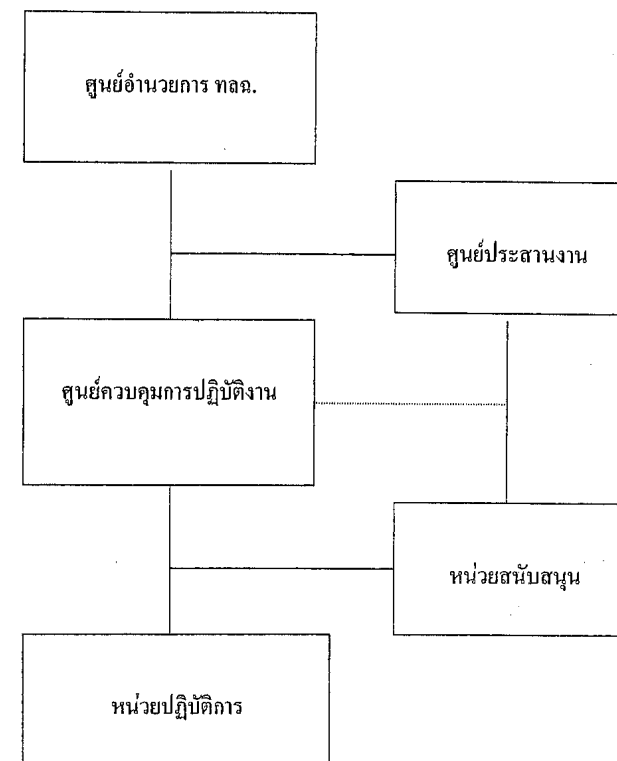 ศูนย์อำนวยการ ทลฉ.
ศูนย์ประสานงาน
ศูนย์ควบคุมการปฏิบัติงาน
หน่วยสนับสนุน
หน่วยปฏิบัติการ